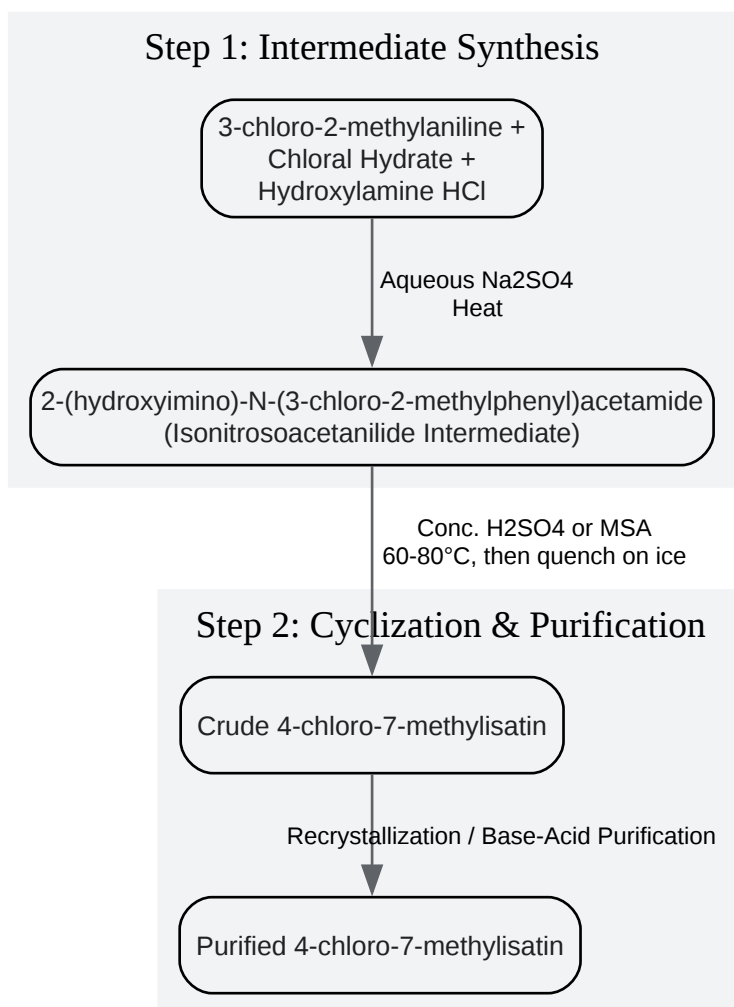 Step 1: Intermediate Synthesis
3-chloro-2-methylaniline +
Chloral Hydrate +
Hydroxylamine HCl
Aqueous Na2SO4
Heat
2-(hydroxyimino)-N-(3-chloro-2-methylphenyl)acetamide
(Isonitrosoacetanilide Intermediate)
Conc. H2SO4 or MSA
60-80°C, then quench on ice
Step 2: Cyclization & Purification
Crude 4-chloro-7-methylisatin
Recrystallization / Base-Acid Purification
Purified 4-chloro-7-methylisatin